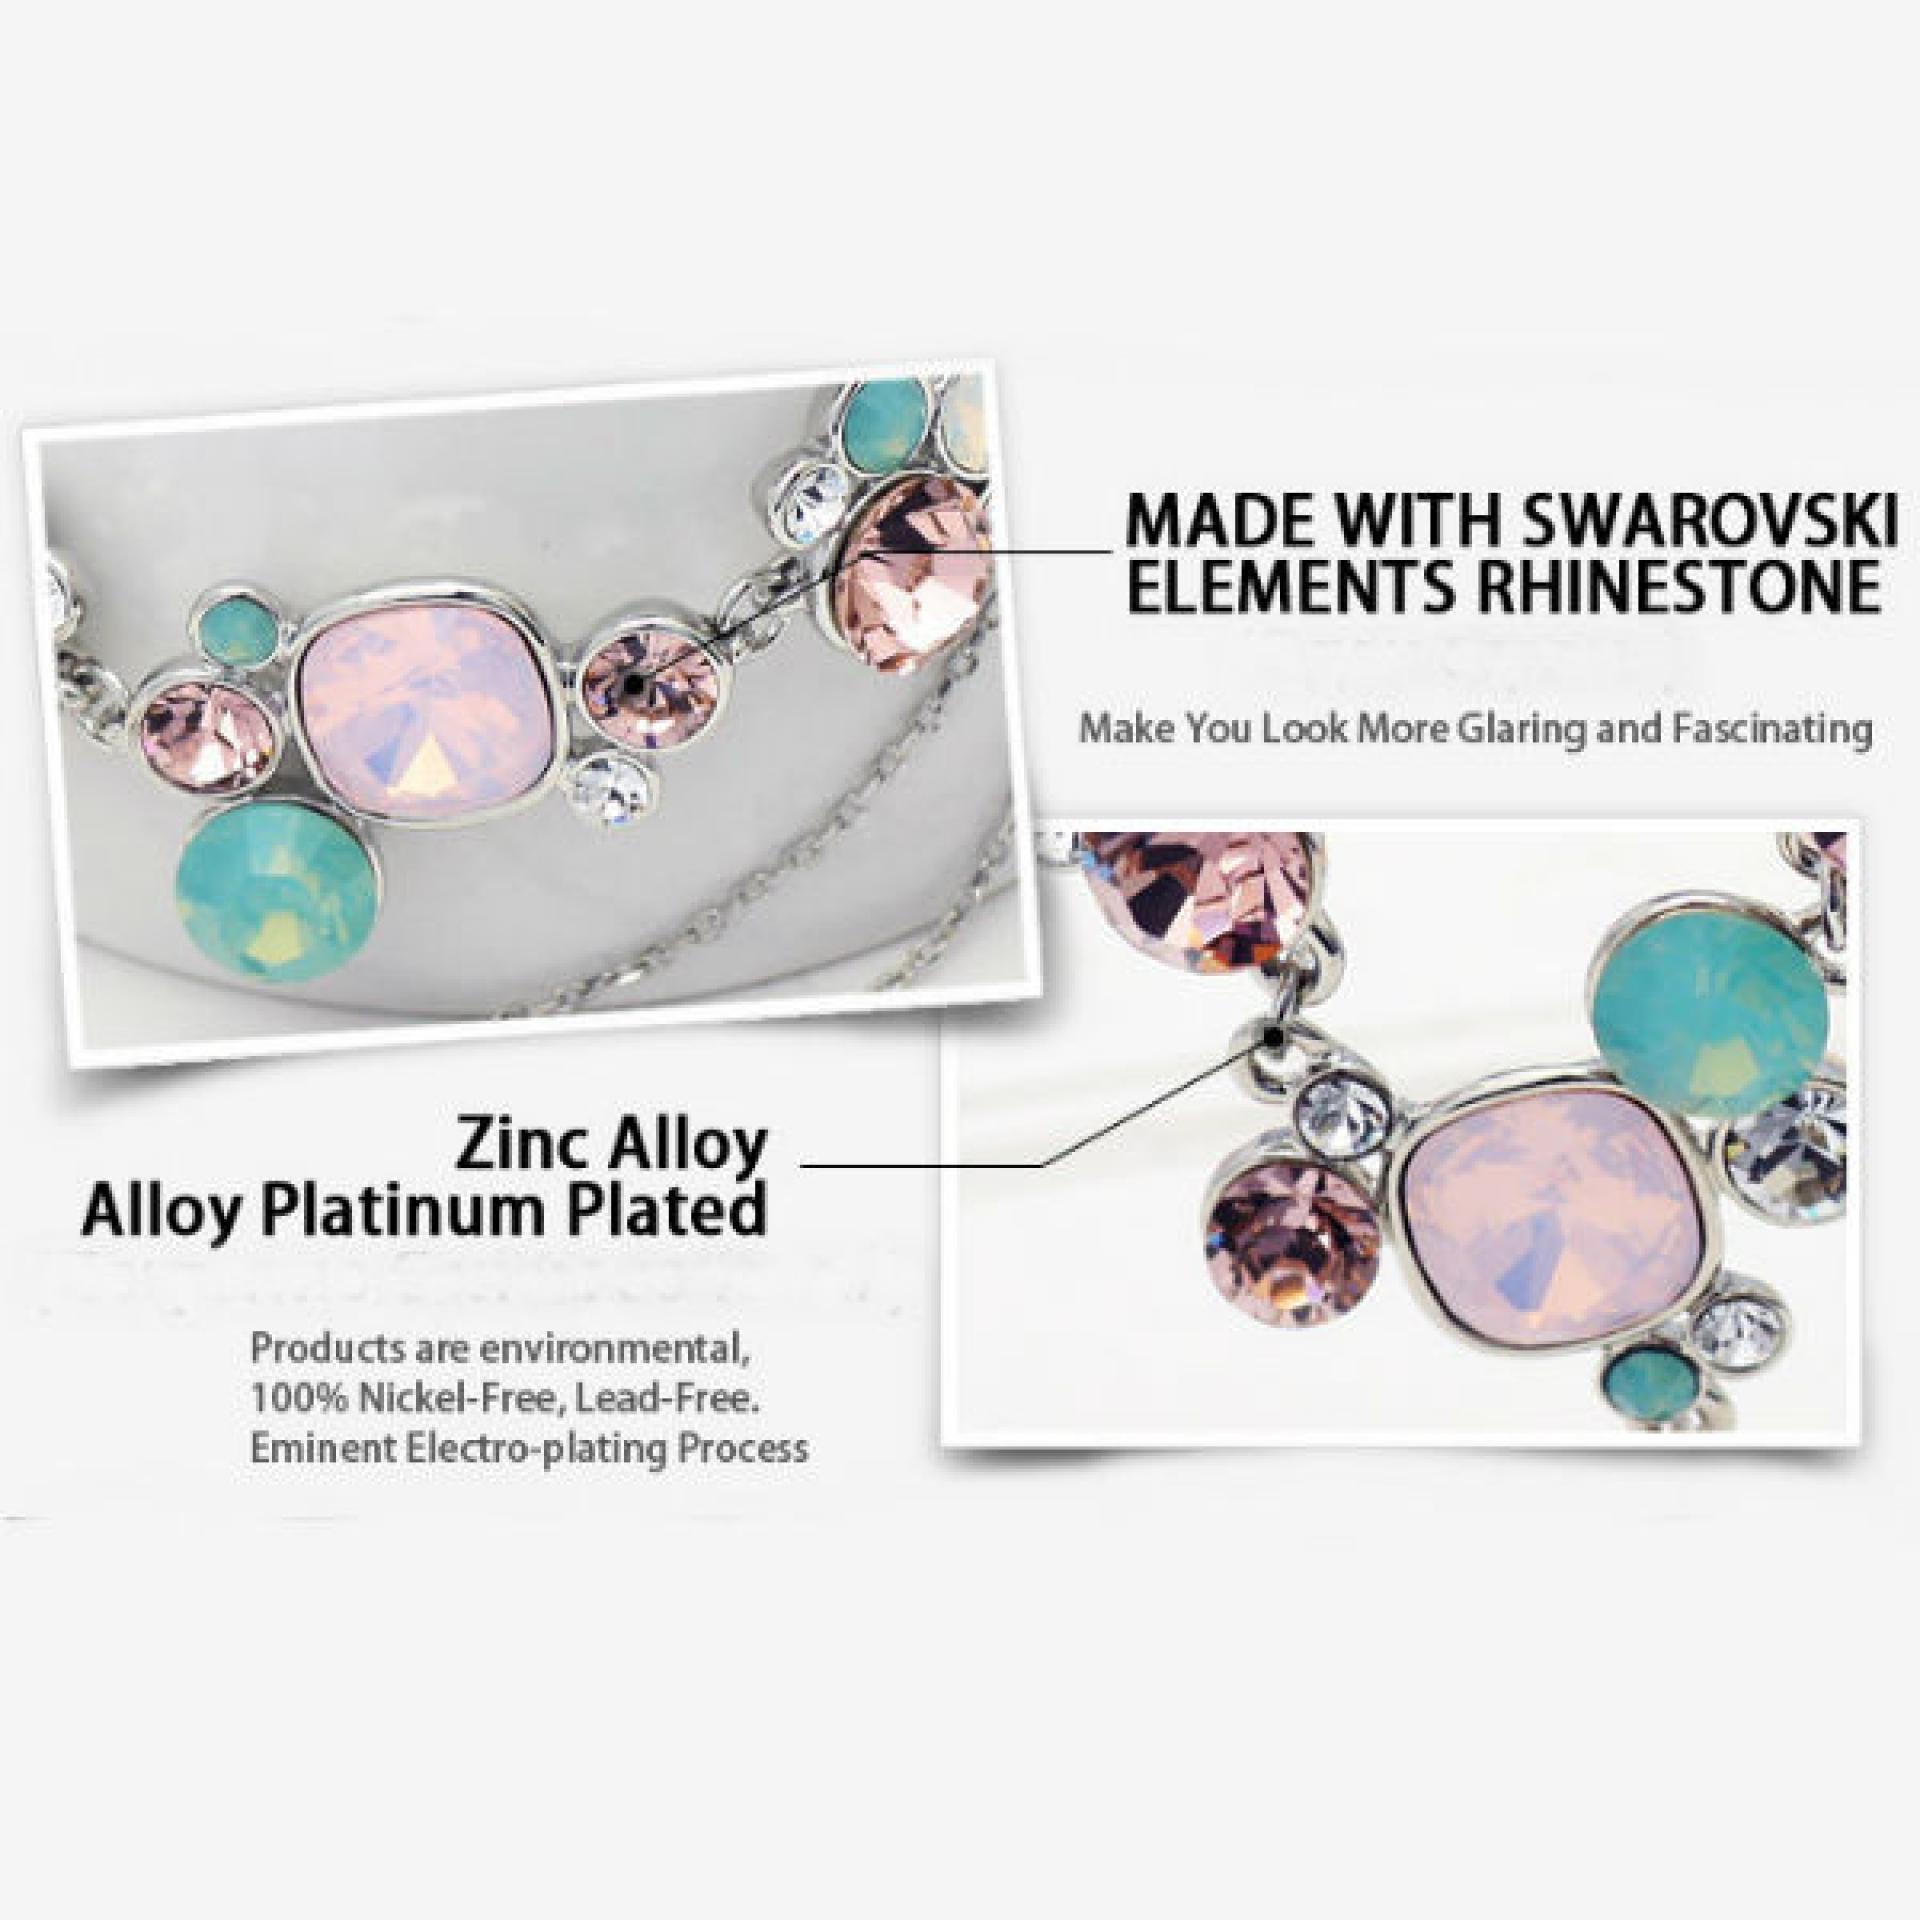 MADE WITH SWAROVSKI
ELEMENTS RHINESTONE
Make You Look More Glaring and Fascinating
Zinc Alloy
Alloy Platinum Plated
Products are environmental,
100% Nickel-Free, Lead-Free.
Eminent Electro-plating Process